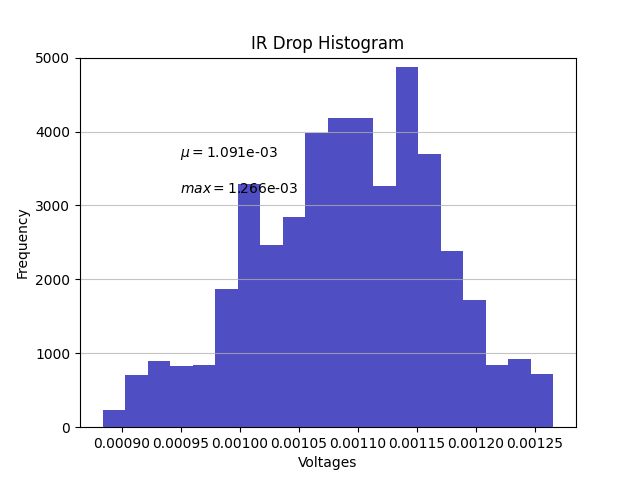 IR Drop Histogram
5000
4000
3000
2000
1000
0
Frequency
μ = 1.091e-03
max = 1.266e-03
0.00090 0.00095 0.00100 0.00105 0.00110 0.00115 0.00120 0.00125
Voltages